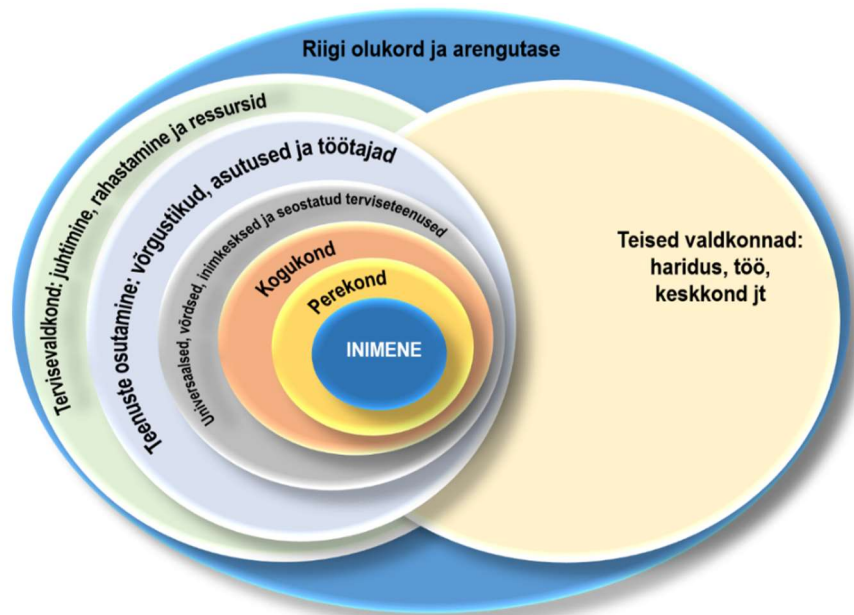 Riigi olukord ja arengutase
Tervisevaldkond: juhtimine, rahastamine ja ressursid
Teenuste osutamine: võrgustikud, asutused ja töötajad
Universaalsed, võrdsed, inimkesksed ja seostatud terviseteenused
Kogukond
Perekond
INIMENE
Teised valdkonnad:
haridus, töö,
keskkond jt